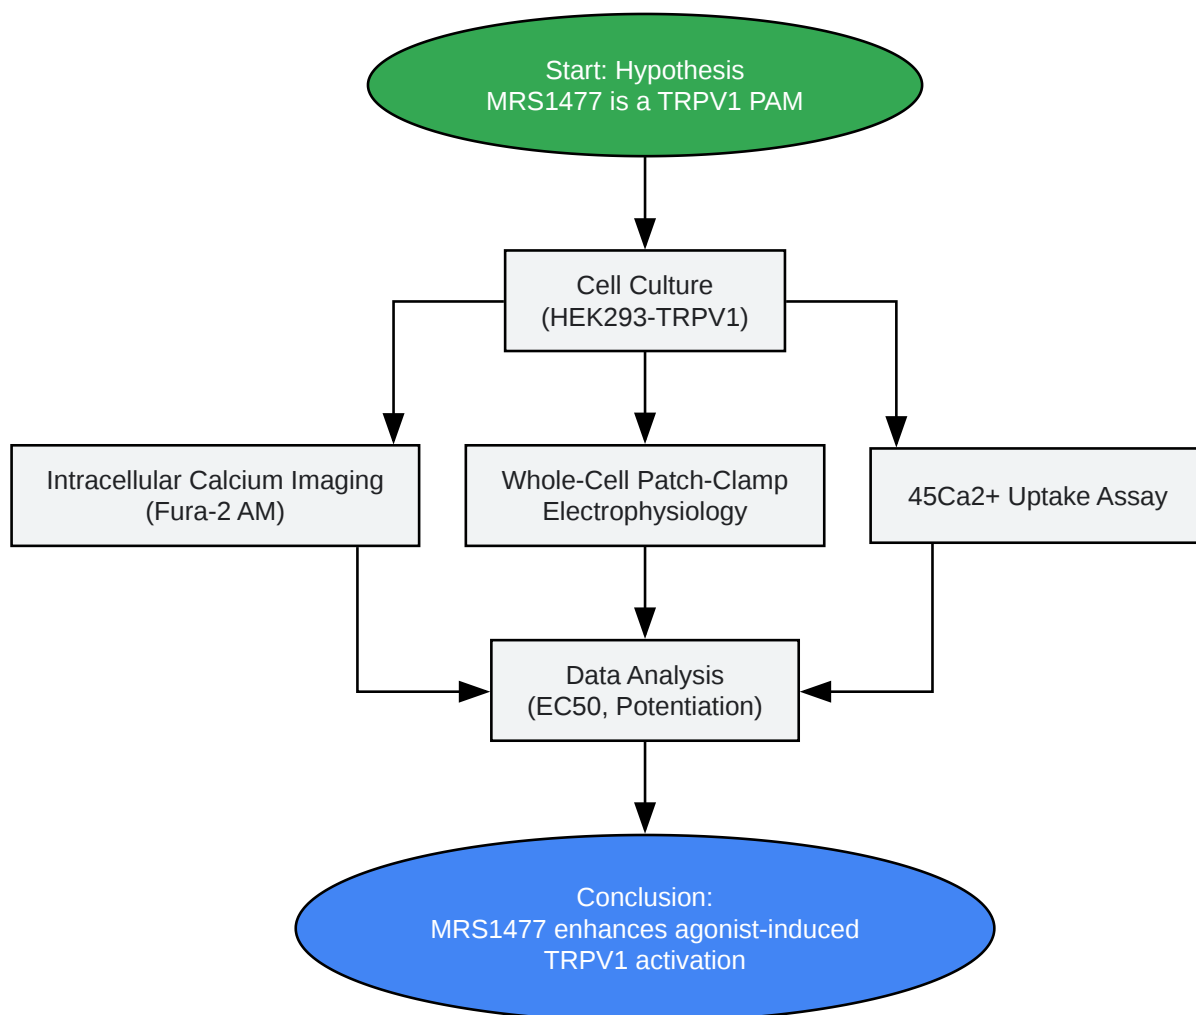 Start: Hypothesis
MRS1477 is a TRPV1 PAM
Cell Culture
(HEK293-TRPV1)
Intracellular Calcium Imaging
(Fura-2 AM)
Whole-Cell Patch-Clamp
Electrophysiology
45Ca2+ Uptake Assay
Data Analysis
(EC50, Potentiation)
Conclusion:
MRS1477 enhances agonist-induced
TRPV1 activation